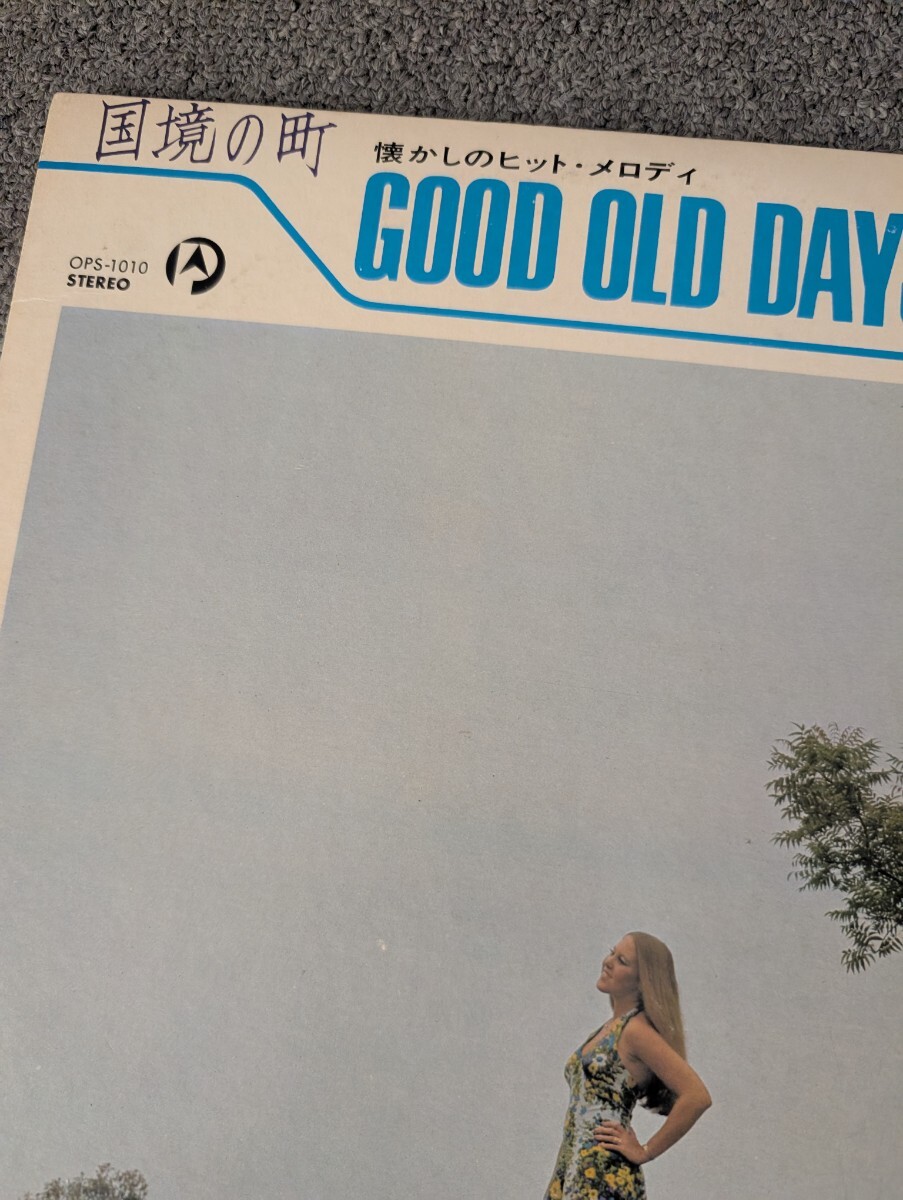 国境の町
懐かしのヒット・メロディ
GOOD OLD DAYS
OPS-1010
STEREO